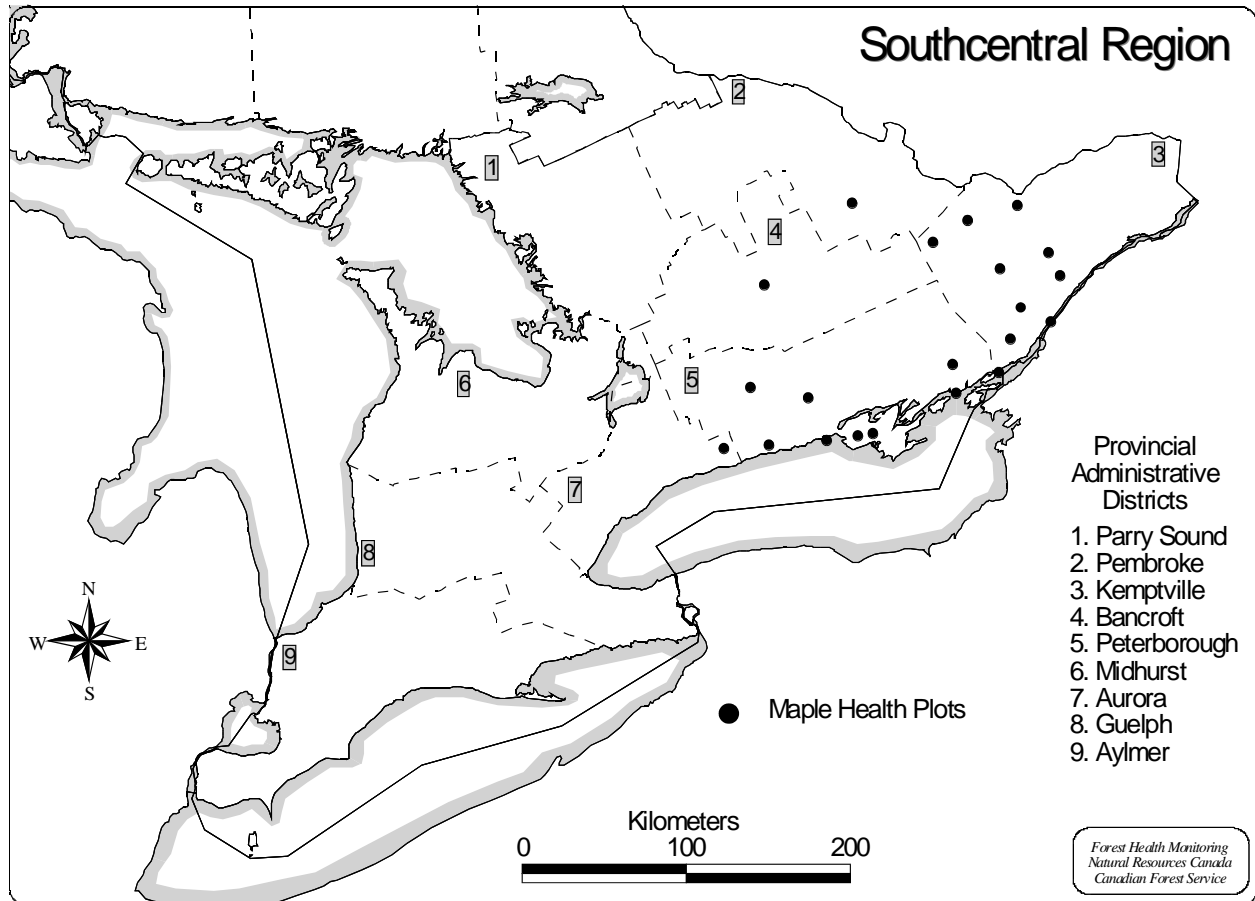 Southcentral Region
2
3
1
4
5
6
7
8
9
N
W E
S
Provincial
Administrative
Districts
1. Parry Sound
2. Pembroke
3. Kemptville
4. Bancroft
5. Peterborough
6. Midhurst
7. Aurora
8. Guelph
9. Aylmer
Maple Health Plots
Kilometers
0 100 200
Forest Health Monitoring
Natural Resources Canada
Canadian Forest Service